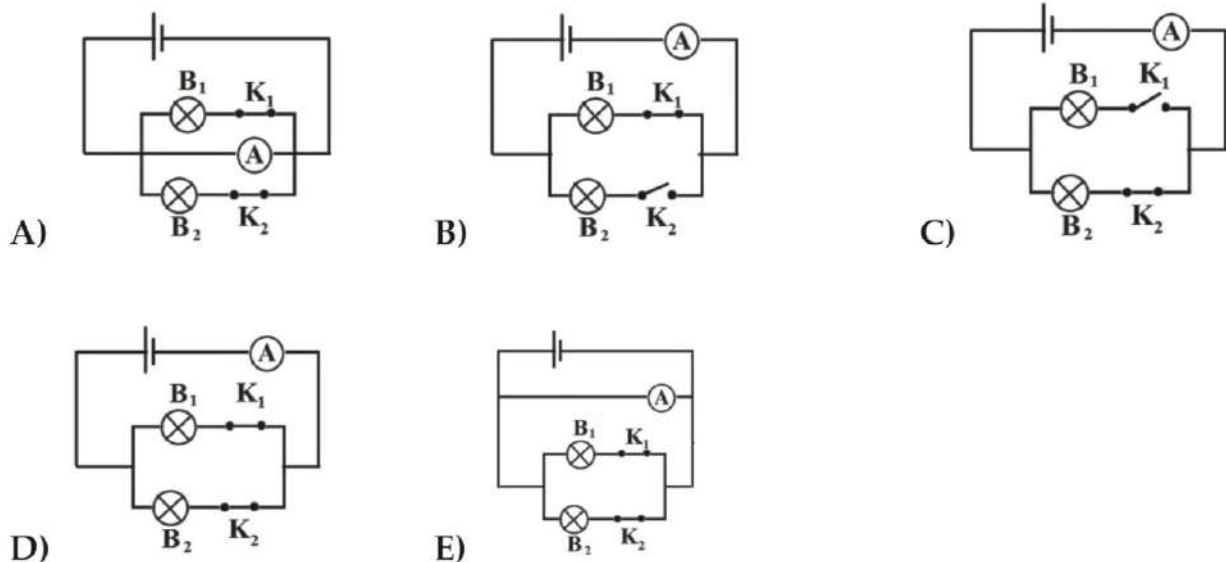 A
B₁ K₁
B₁ K₁
A
B₁ K₁
A
B₂ K₂
B₂ K₂
B₂ K₂
A) B) C)
A A
B₁ K₁
A
B₁ K₁
B₂ K₂
B₂ K₂
D) E)